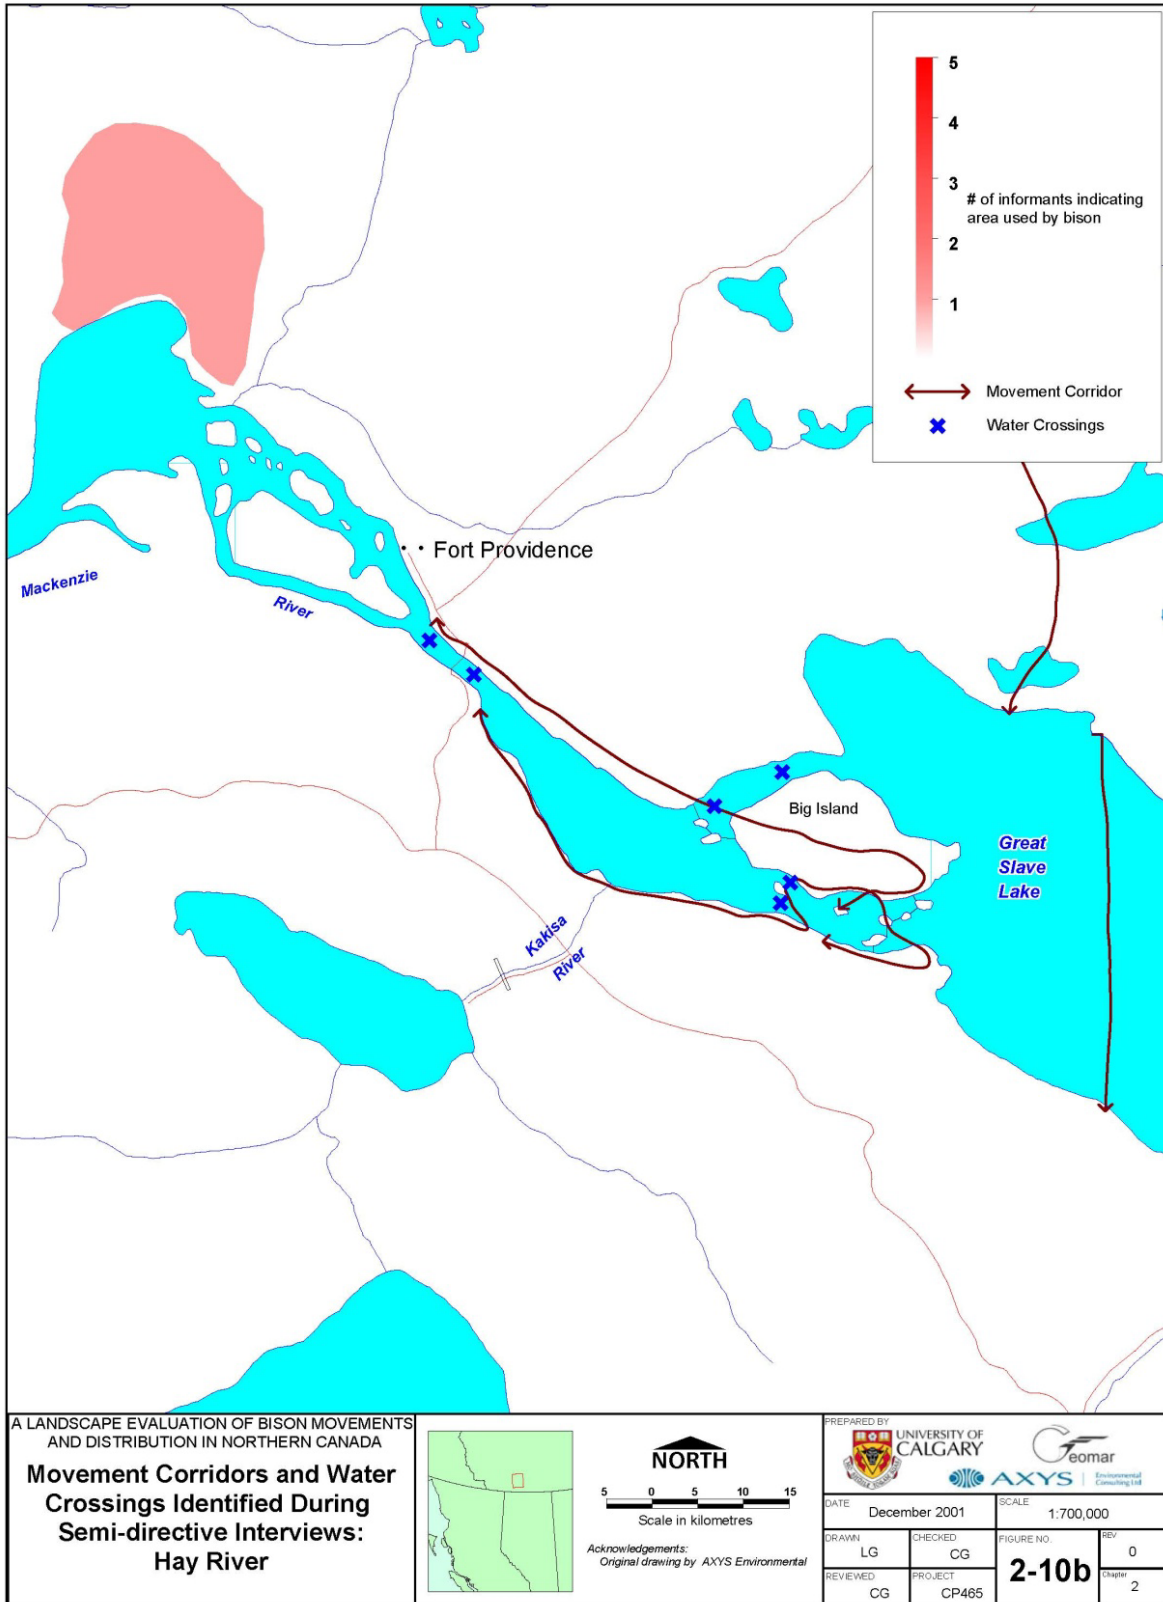 5
4
3
2
1
# of informants indicating
area used by bison
Movement Corridor
Water Crossings
Fort Providence
Mackenzie
River
Big Island
Great
Slave
Lake
Kakisa
River
A LANDSCAPE EVALUATION OF BISON MOVEMENTS
AND DISTRIBUTION IN NORTHERN CANADA
Movement Corridors and Water
Crossings Identified During
Semi-directive Interviews:
Hay River
NORTH
5 0 5 10 15
Scale in kilometres
Acknowledgements:
Original drawing by AXYS Environmental
PREPARED BY
UNIVERSITY OF
CALGARY
Geomar
AXYS
Environmental
Consulting Ltd
DATE
December 2001
SCALE
1:700,000
DRAWN
LG
CHECKED
CG
FIGURE NO.
2-10b
REV
0
REVIEWED
CG
PROJECT
CP465
Chapter
2